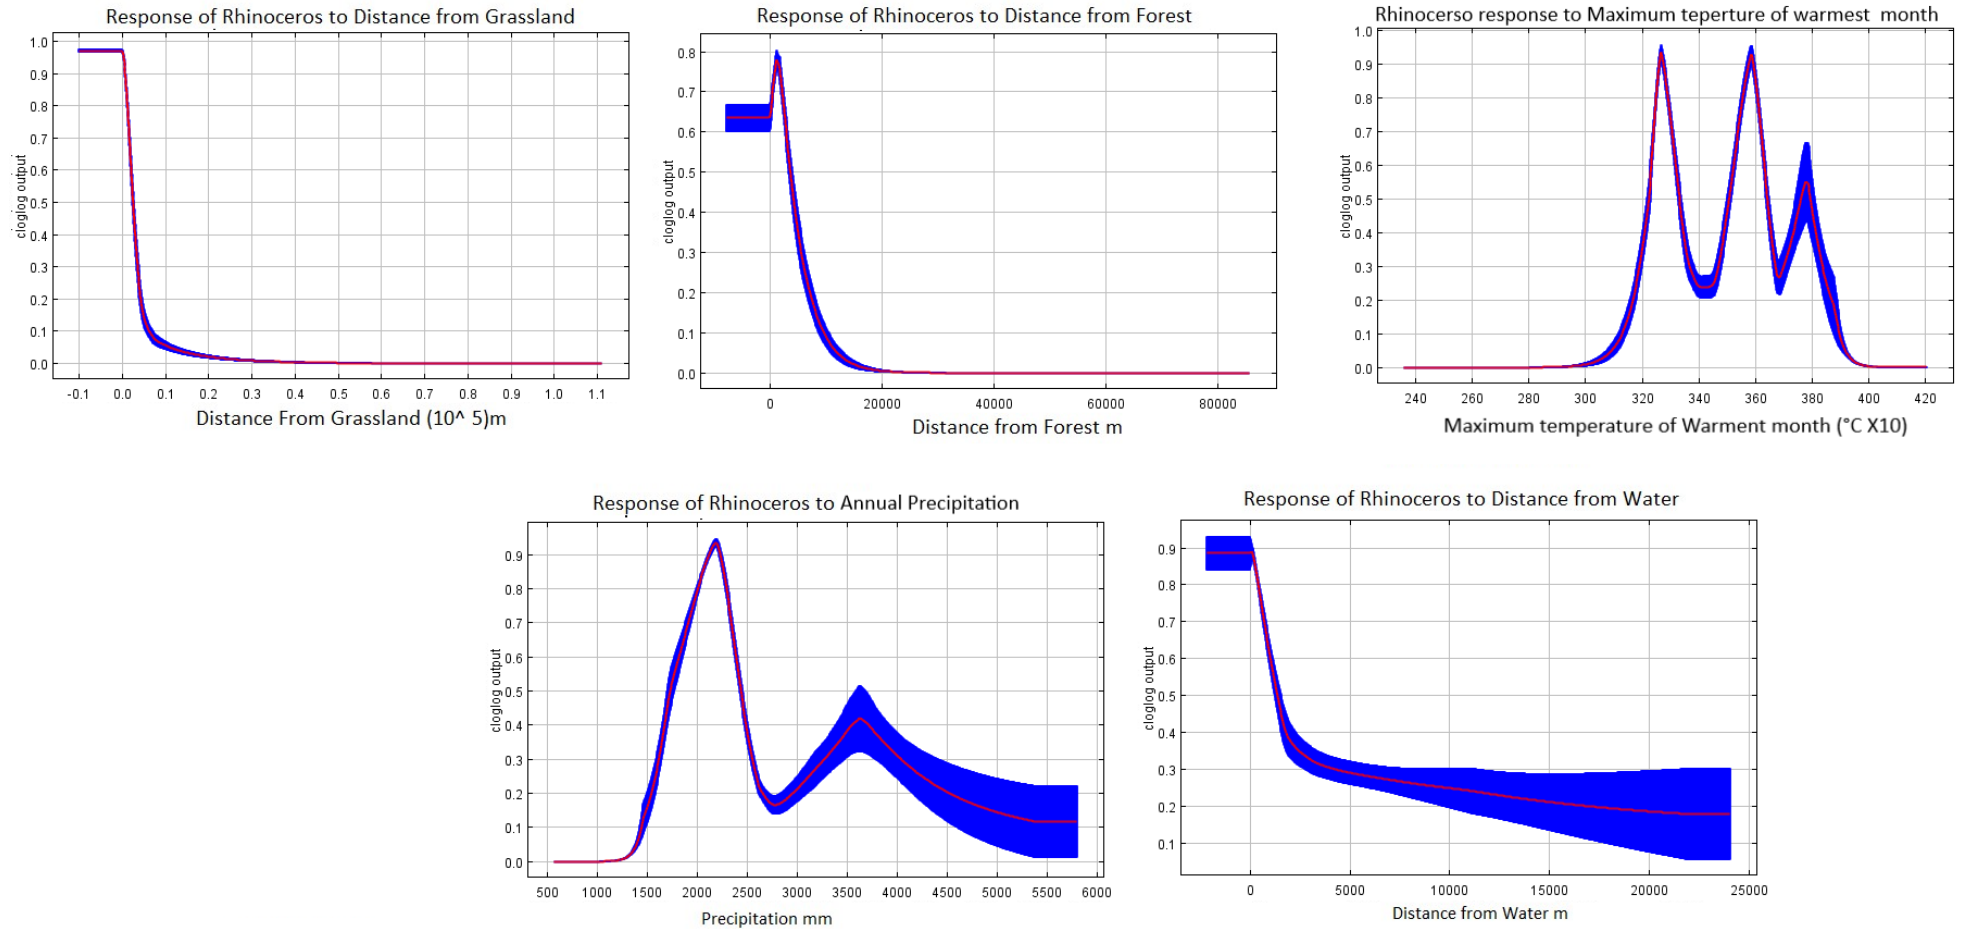 Response of Rhinoceros to Distance from Grassland
1.0
0.9
0.8
0.7
0.6
0.5
0.4
0.3
0.2
0.1
0.0
cloglog output
-0.1 0.0 0.1 0.2 0.3 0.4 0.5 0.6 0.7 0.8 0.9 1.0 1.1
Distance From Grassland (10^ 5)m
Response of Rhinoceros to Distance from Forest
0.8
0.7
0.6
0.5
0.4
0.3
0.2
0.1
0.0
cloglog output
0 20000 40000 60000 80000
Distance from Forest m
Rhinocerso response to Maximum teperture of warmest month
1.0
0.9
0.8
0.7
0.6
0.5
0.4
0.3
0.2
0.1
0.0
cloglog output
240 260 280 300 320 340 360 380 400 420
Maximum temperature of Warment month (°C X10)
Response of Rhinoceros to Annual Precipitation
0.9
0.8
0.7
0.6
0.5
0.4
0.3
0.2
0.1
0.0
cloglog output
500 1000 1500 2000 2500 3000 3500 4000 4500 5000 5500 6000
Precipitation mm
Response of Rhinoceros to Distance from Water
0.9
0.8
0.7
0.6
0.5
0.4
0.3
0.2
0.1
cloglog output
0 5000 10000 15000 20000 25000
Distance from Water m